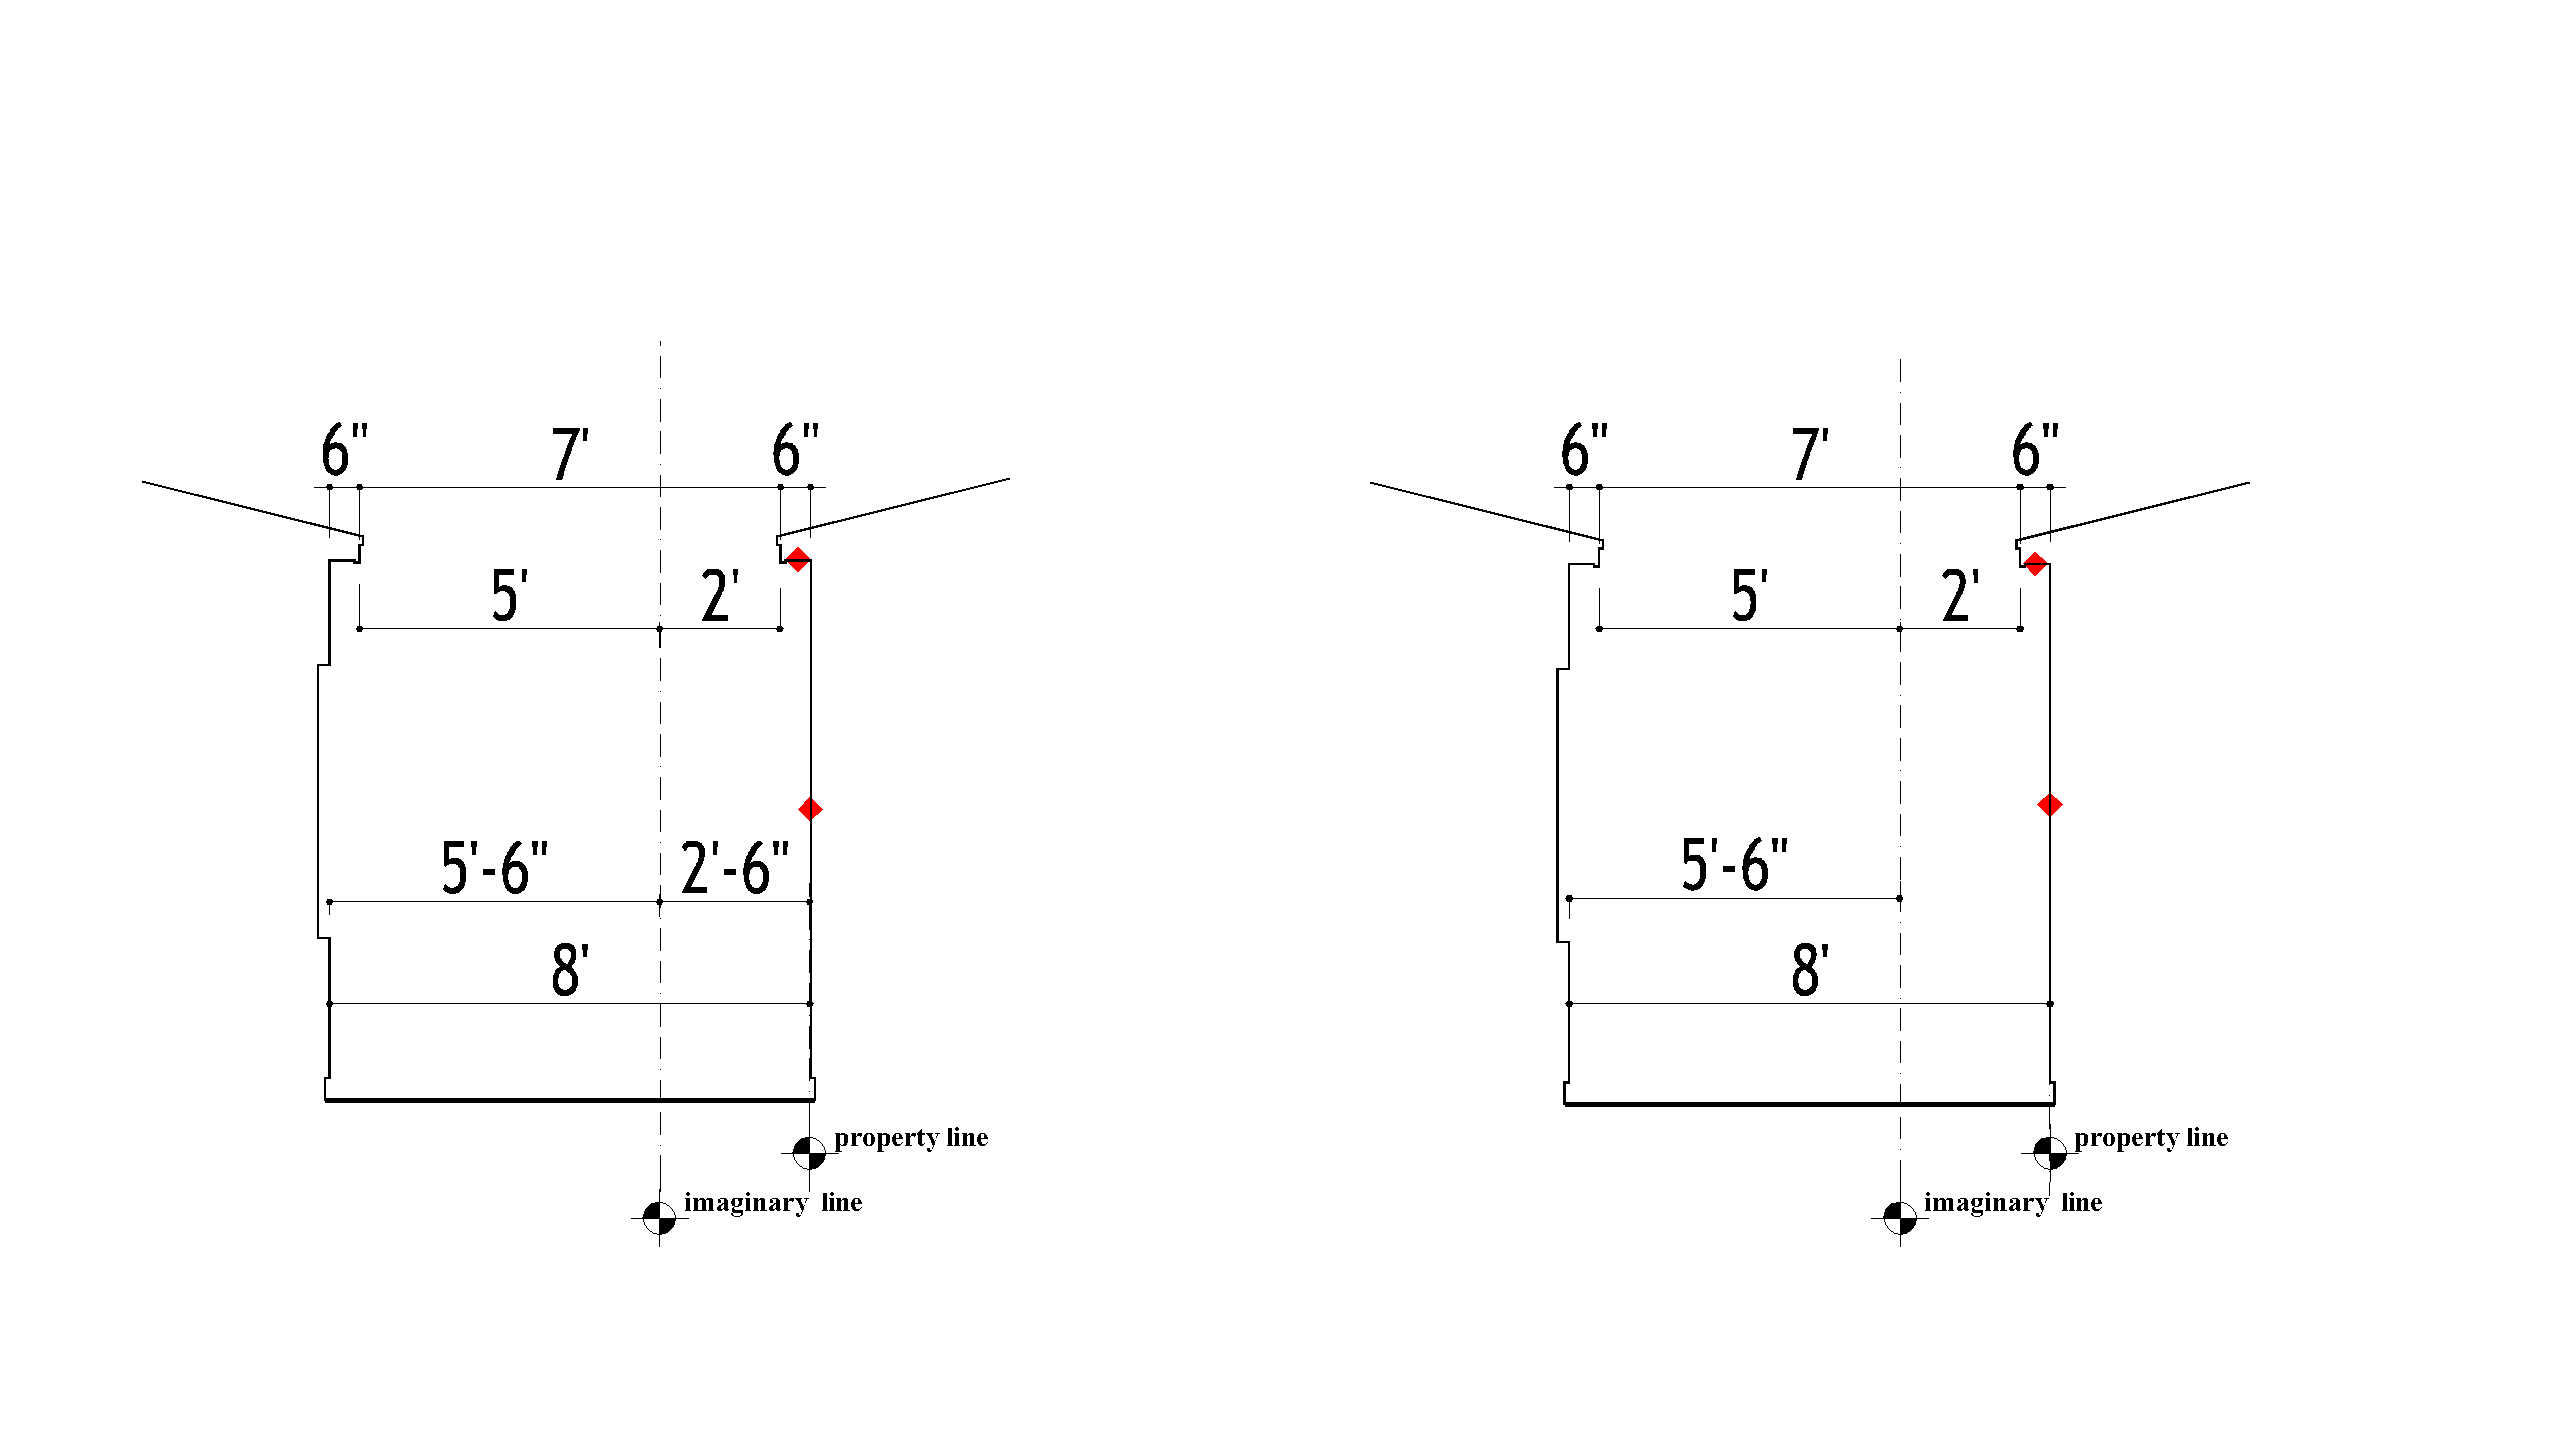 6" 7' 6"
6" 7' 6"
5' 2'
5' 2'
5'-6" 2'-6"
5'-6"
8'
8'
property line
property line
imaginary line
imaginary line